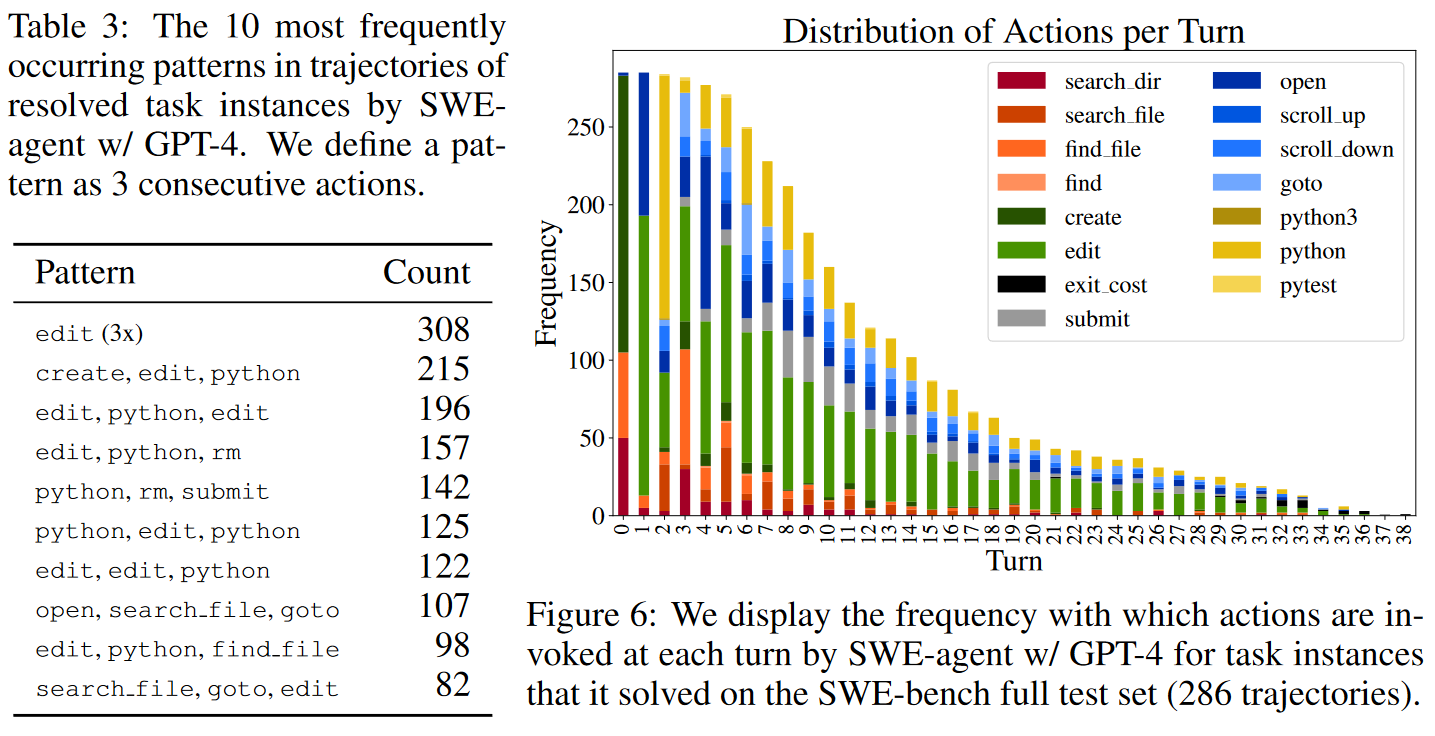 Table 3: The 10 most frequently
occurring patterns in trajectories of
resolved task instances by SWE-
agent w/ GPT-4. We define a pat-
tern as 3 consecutive actions.
Pattern Count
edit (3x) 308
create, edit, python 215
edit, python, edit 196
edit, python, rm 157
python, rm, submit 142
python, edit, python 125
edit, edit, python 122
open, search_file, goto 107
edit, python, find_file 98
search_file, goto, edit 82
Distribution of Actions per Turn
Frequency
250
200
150
100
50
0
search_dir
search_file
find_file
find
create
edit
exit_cost
submit
open
scroll_up
scroll_down
goto
python3
python
pytest
0 1 2 3 4 5 6 7 8 9 10 11 12 13 14 15 16 17 18 19 20 21 22 23 24 25 26 27 28 29 30 31 32 33 34 35 36 37 38
Turn
Figure 6: We display the frequency with which actions are in-
voked at each turn by SWE-agent w/ GPT-4 for task instances
that it solved on the SWE-bench full test set (286 trajectories).